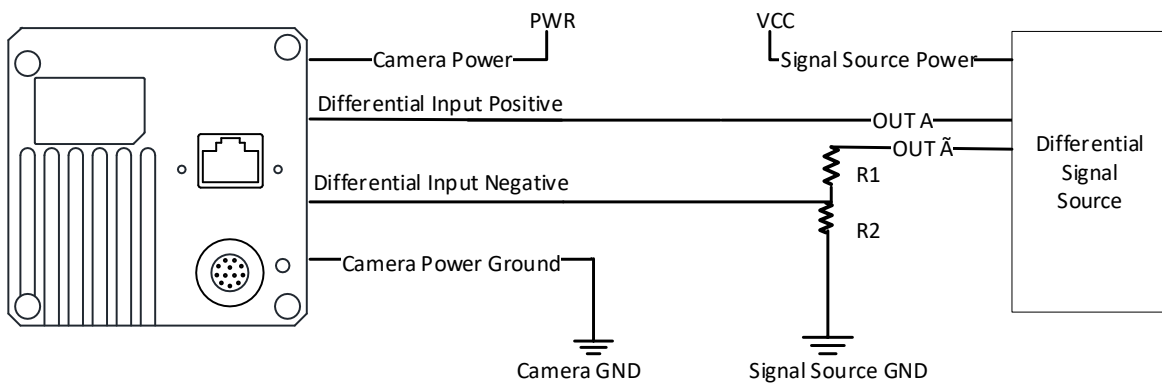 PWR
VCC
Camera Power
Signal Source Power
Differential Input Positive
OUT A
OUT Ã
Differential
Signal
Source
R1
Differential Input Negative
R2
Camera Power Ground
Camera GND
Signal Source GND